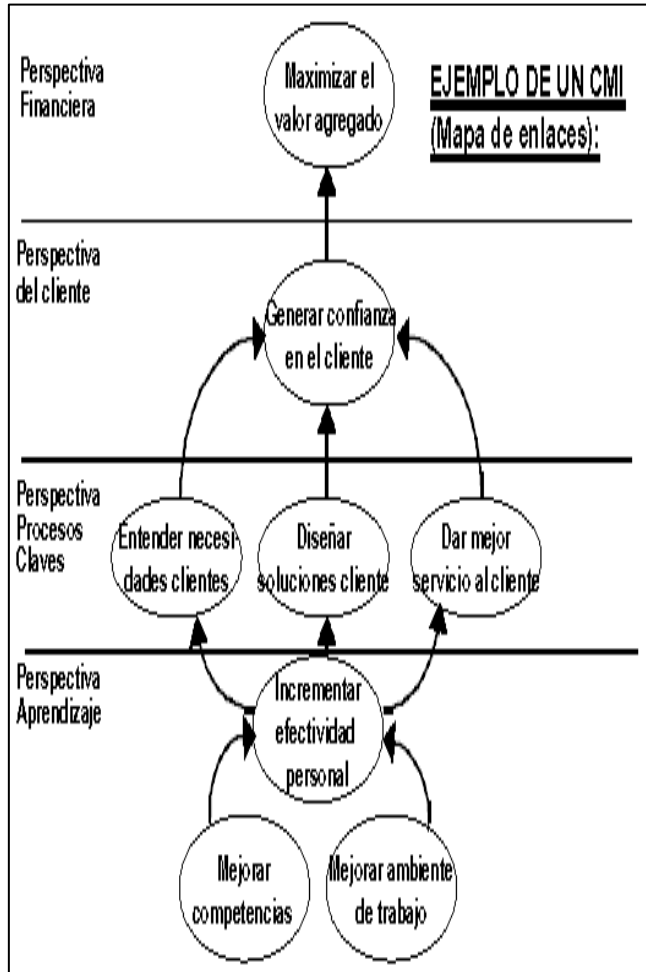 Perspectiva
Financiera
Maximizar el
valor agregado
EJEMPLO DE UN CMI
(Mapa de enlaces):
Perspectiva
del cliente
Generar confianza
en el cliente
Perspectiva
Procesos
Claves
Entender necesi-
dades clientes
Diseñar
soluciones cliente
Dar mejor
servicio al cliente
Perspectiva
Aprendizaje
Incrementar
efectividad
personal
Mejorar
competencias
Mejorar ambiente
de trabajo